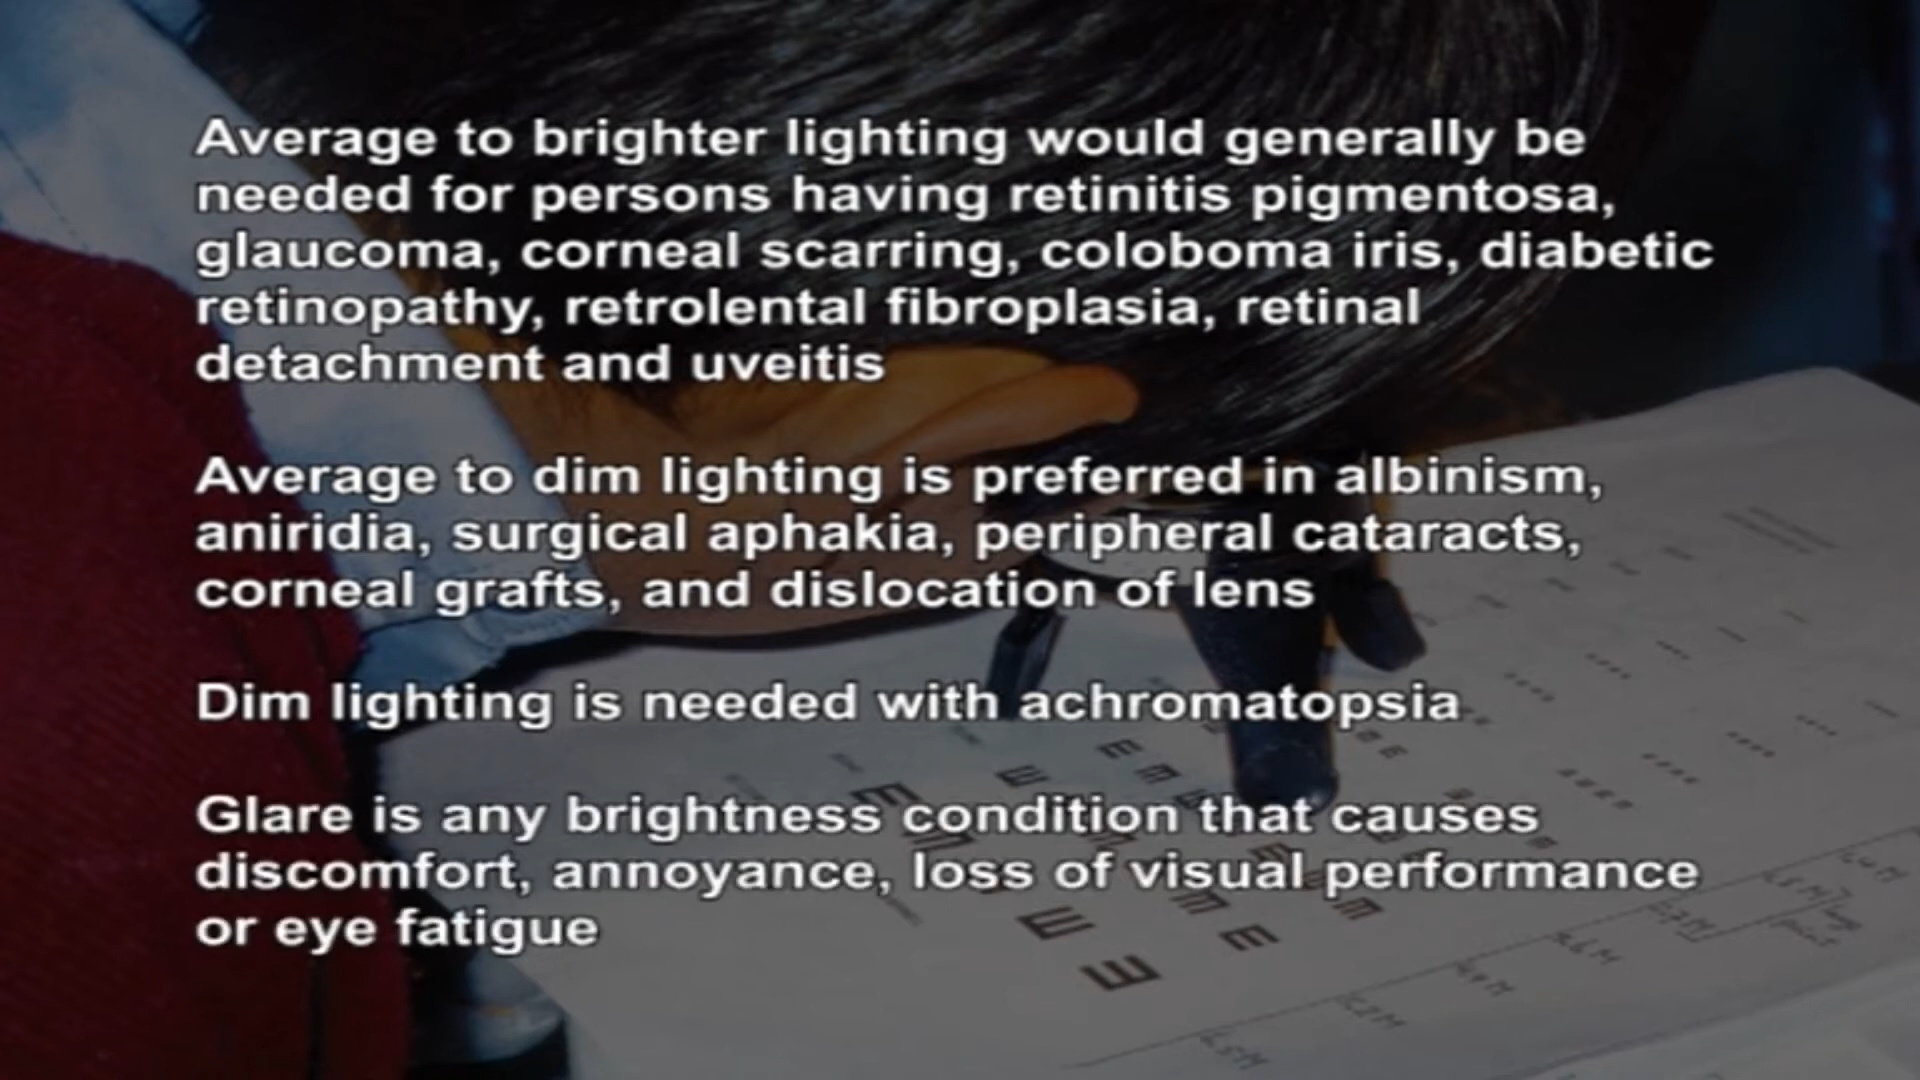 Average to brighter lighting would generally be
needed for persons having retinitis pigmentosa,
glaucoma, corneal scarring, coloboma iris, diabetic
retinopathy, retrolental fibroplasia, retinal
detachment and uveitis
Average to dim lighting is preferred in albinism,
aniridia, surgical aphakia, peripheral cataracts,
corneal grafts, and dislocation of lens
Dim lighting is needed with achromatopsia
Glare is any brightness condition that causes
discomfort, annoyance, loss of visual performance
or eye fatigue